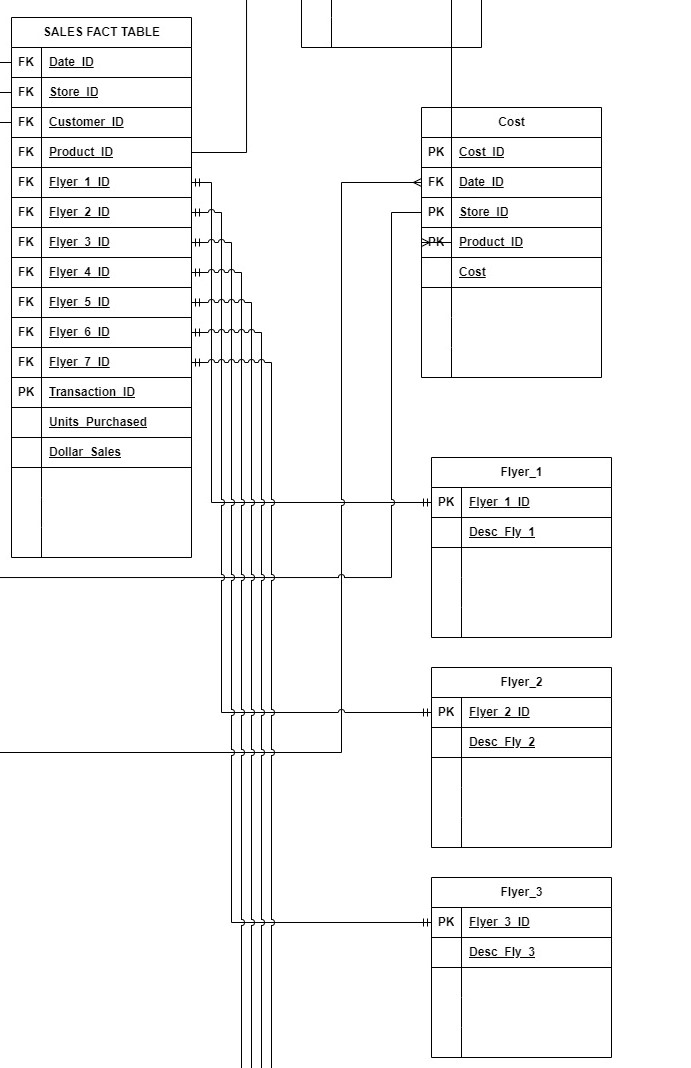 SALES FACT TABLE
FK Date_ID
FK Store_ID
FK Customer_ID
FK Product_ID
FK Flyer_1_ID
FK Flyer_2_ID
FK Flyer_3_ID
FK Flyer_4_ID
FK Flyer_5_ID
FK Flyer_6_ID
FK Flyer_7_ID
PK Transaction_ID
Units_Purchased
Dollar_Sales
Cost
PK Cost_ID
FK Date_ID
PK Store_ID
PK Product_ID
Cost
Flyer_1
PK Flyer_1_ID
Desc_Fly_1
Flyer_2
PK Flyer_2_ID
Desc_Fly_2
Flyer_3
PK Flyer_3_ID
Desc_Fly_3